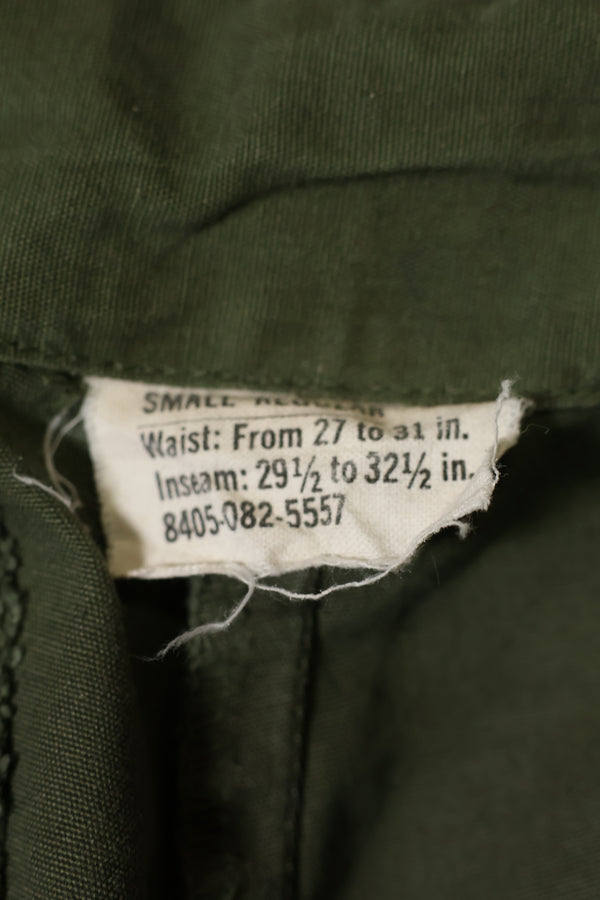 SMALL REGULAR
Waist: From 27 to 31 in.
Inseam: 29½ to 32½ in.
8405-082-5557